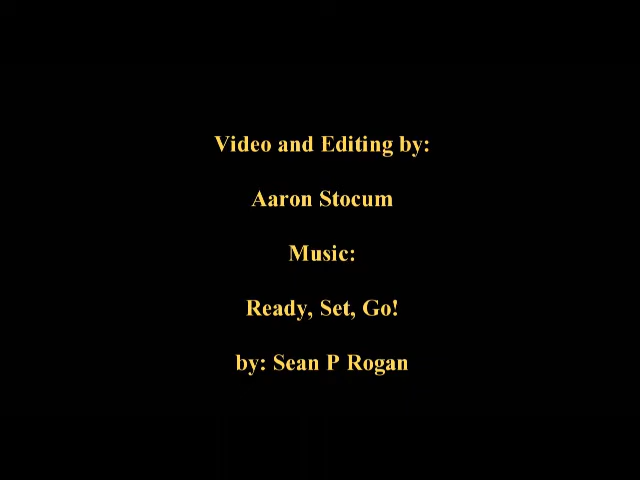 Video and Editing by:
Aaron Stocum
Music:
Ready, Set, Go!
by: Sean P Rogan